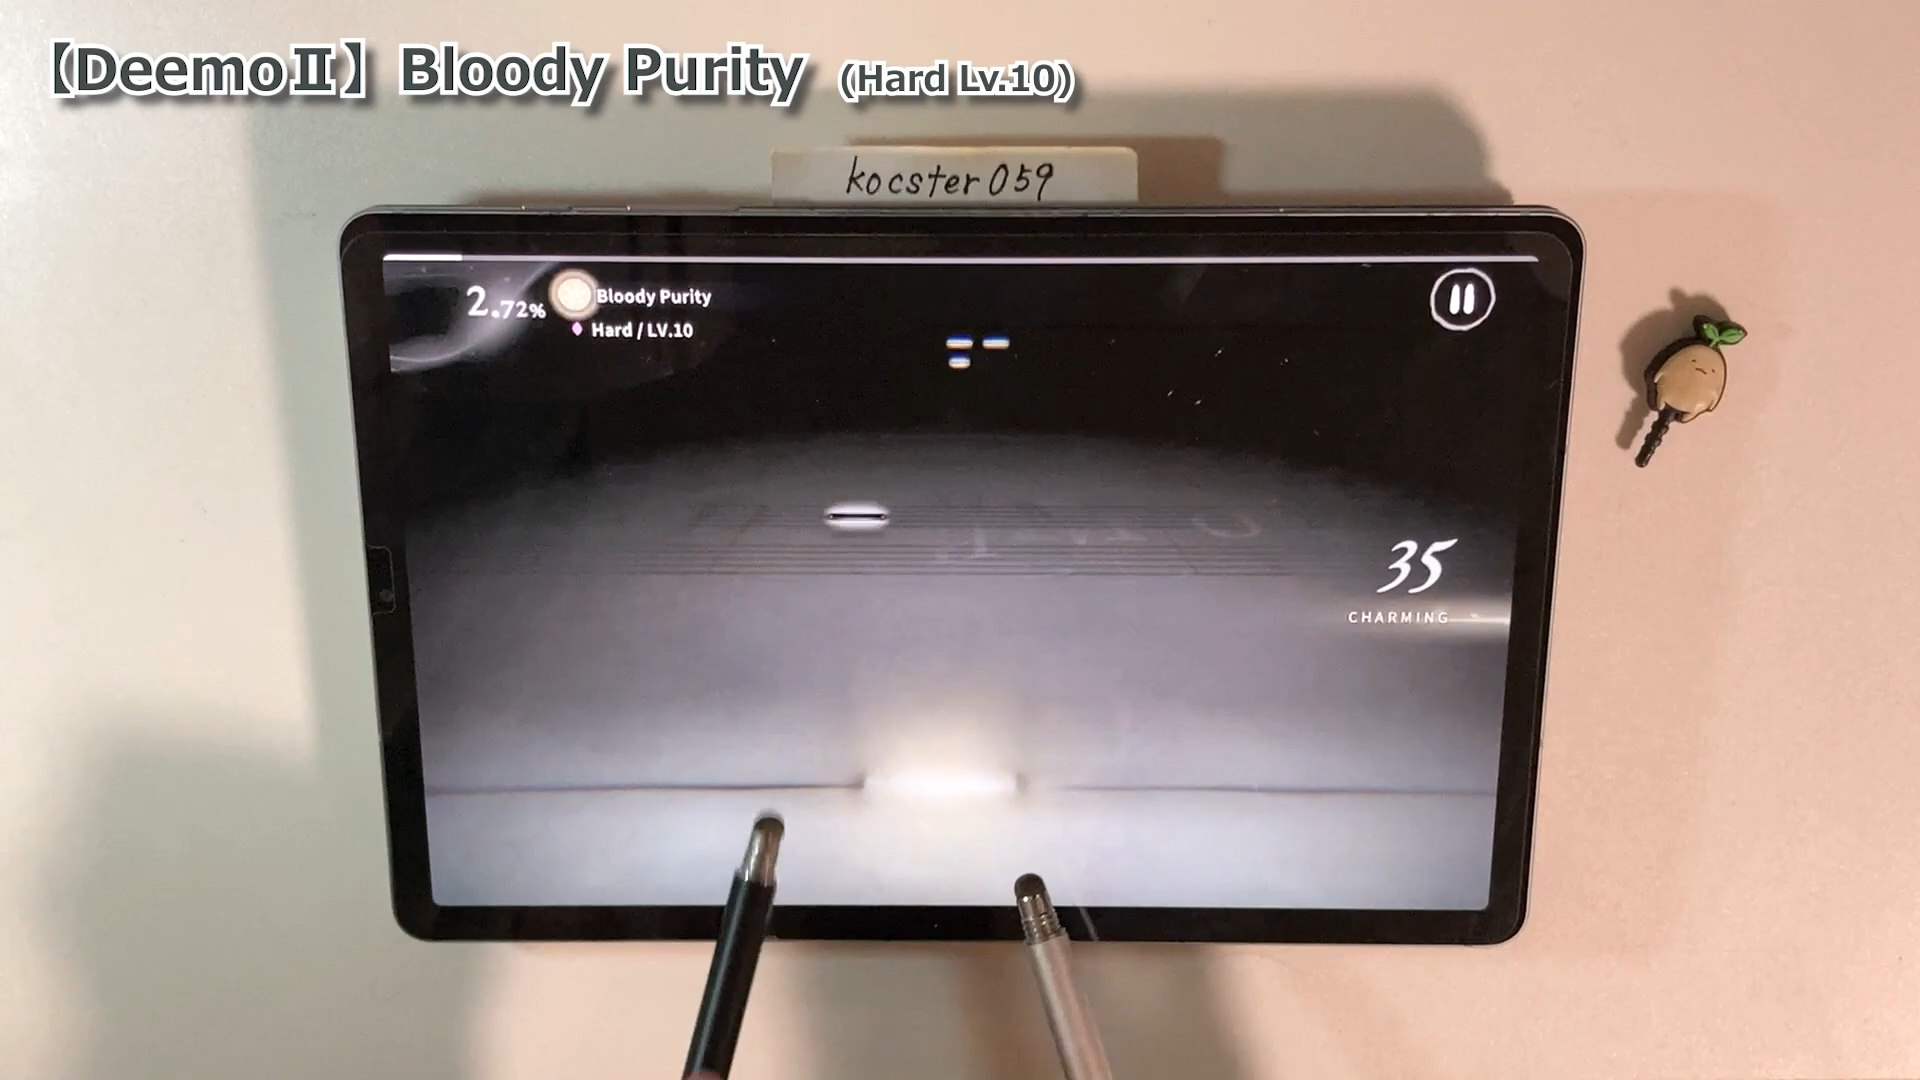 【DeemoⅡ】 Bloody Purity (Hard Lv.10)
kocster059
2.72%
Bloody Purity
Hard / LV.10
35
CHARMING